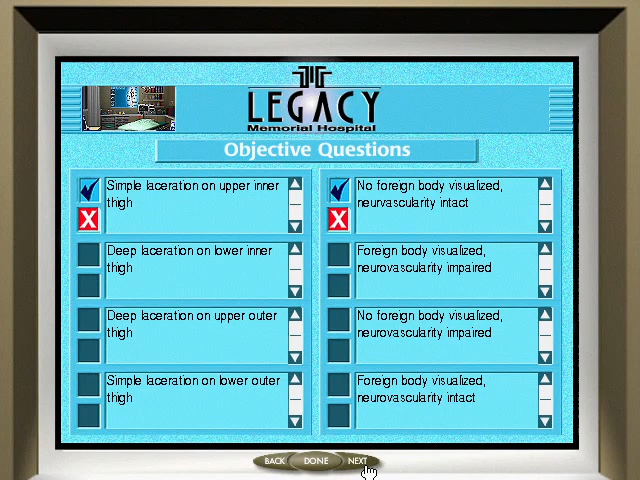 LEGACY
Memorial Hospital
Objective Questions
Simple laceration on upper inner
thigh
X
Deep laceration on lower inner
thigh
Deep laceration on upper outer
thigh
Simple laceration on lower outer
thigh
No foreign body visualized,
neurvascularity intact
X
Foreign body visualized,
neurovascularity impaired
No foreign body visualized,
neurovascularity impaired
Foreign body visualized,
neurovascularity intact
BACK DONE NEXT